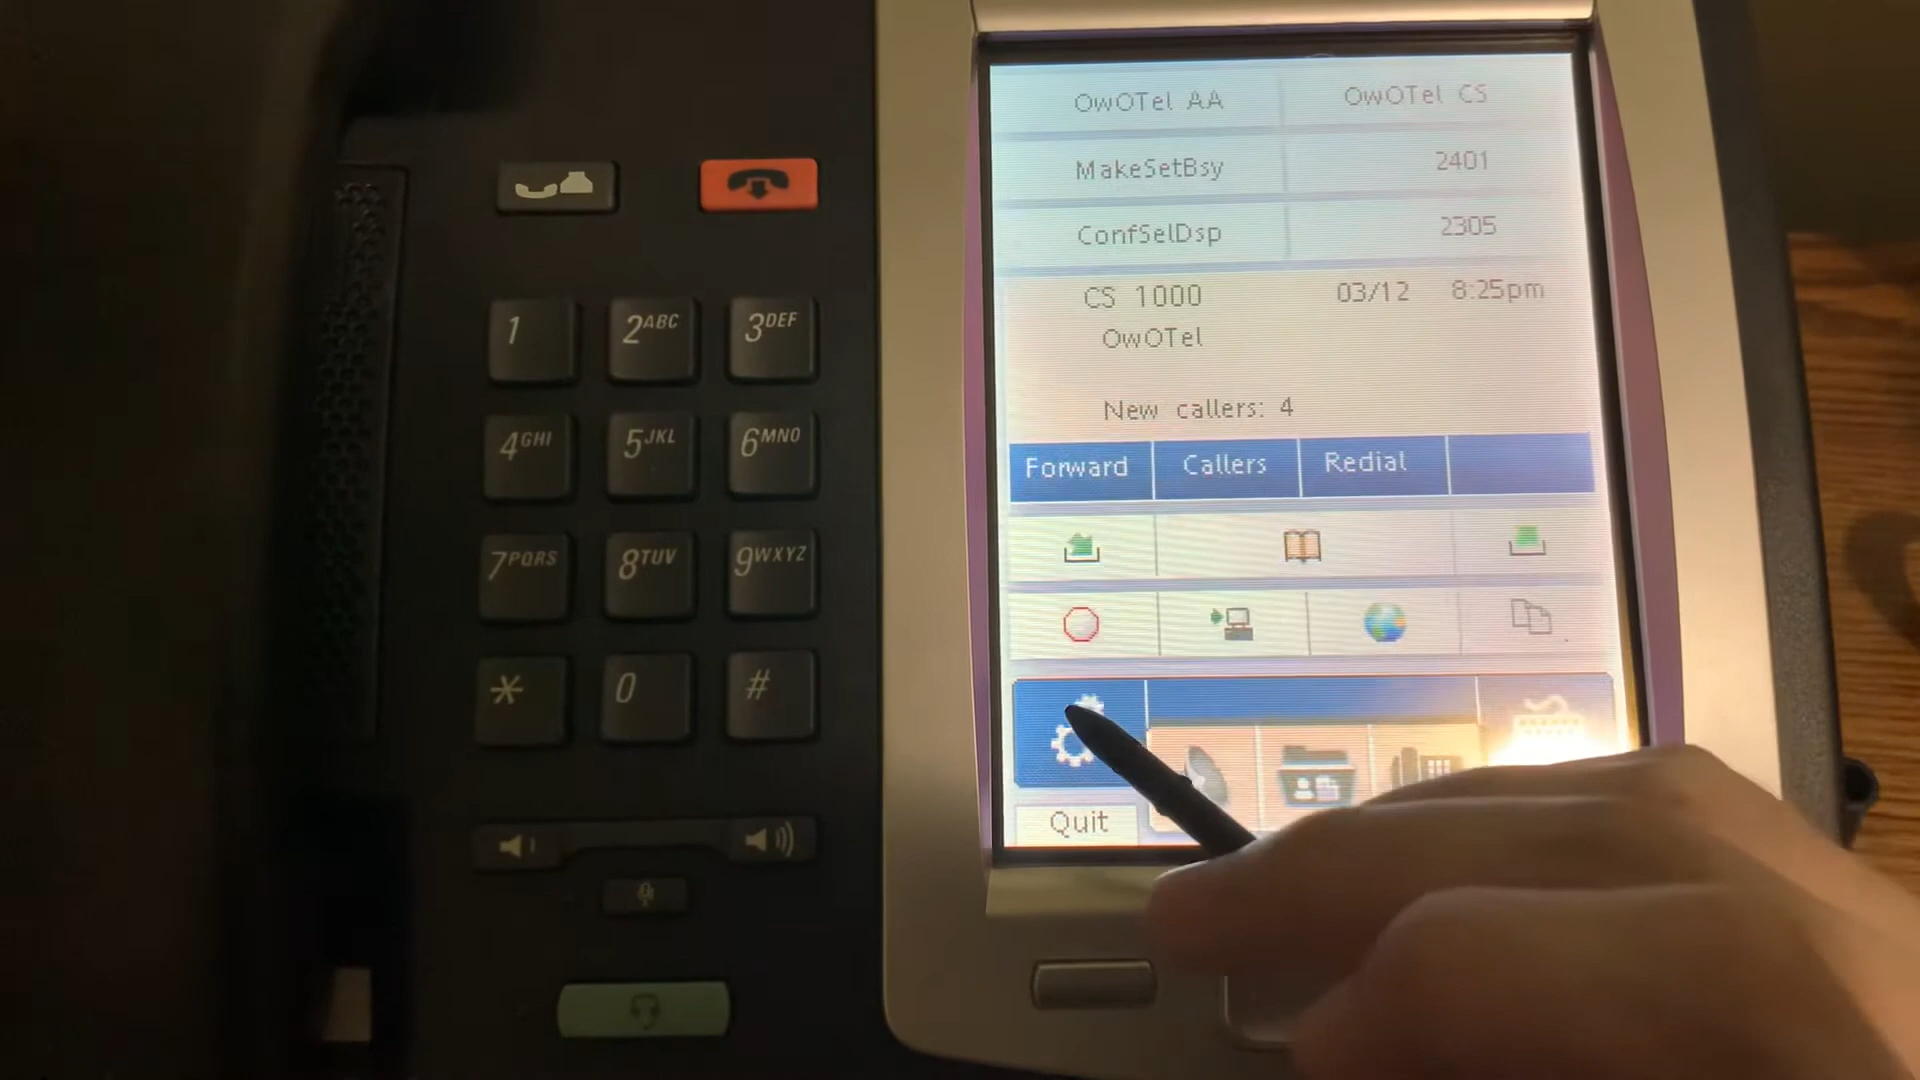 OwOTel AA OwOTel CS
MakeSetBsy 2401
ConfSelDsp 2305
CS 1000 03/12 8:25pm
OwOTel
New callers: 4
Forward Callers Redial
Quit
1 2ABC 3DEF
4GHI 5JKL 6MNO
7PQRS 8TUV 9WXYZ
* 0 #